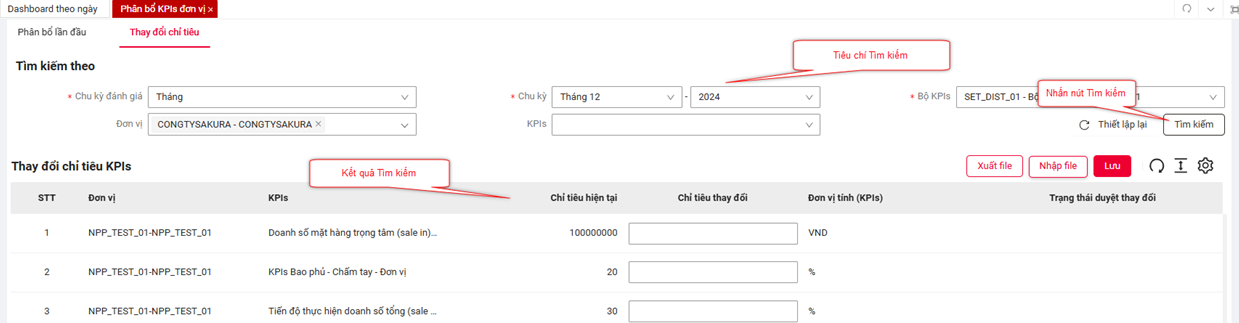 Dashboard theo ngày
Phân bổ KPIs đơn vị ×
Phân bổ lần đầu
Thay đổi chỉ tiêu
Tìm kiếm theo
Tiêu chí Tìm kiếm
* Chu kỳ đánh giá Tháng
* Chu kỳ Tháng 12 - 2024
* Bộ KPIs SET_DIST_01 - Bộ 1
Nhấn nút Tìm kiếm
Đơn vị CONGTYSAKURA - CONGTYSAKURA ×
KPIs
Thiết lập lại
Tìm kiếm
Thay đổi chỉ tiêu KPIs
Kết quả Tìm kiếm
Xuất file
Nhập file
Lưu
STT Đơn vị KPIs Chỉ tiêu hiện tại Chỉ tiêu thay đổi Đơn vị tính (KPIs) Trạng thái duyệt thay đổi
1 NPP_TEST_01-NPP_TEST_01 Doanh số mặt hàng trọng tâm (sale in)... 100000000 VND
2 NPP_TEST_01-NPP_TEST_01 KPIs Bao phủ - Chấm tay - Đơn vị 20 %
3 NPP_TEST_01-NPP_TEST_01 Tiến độ thực hiện doanh số tổng (sale ... 30 %